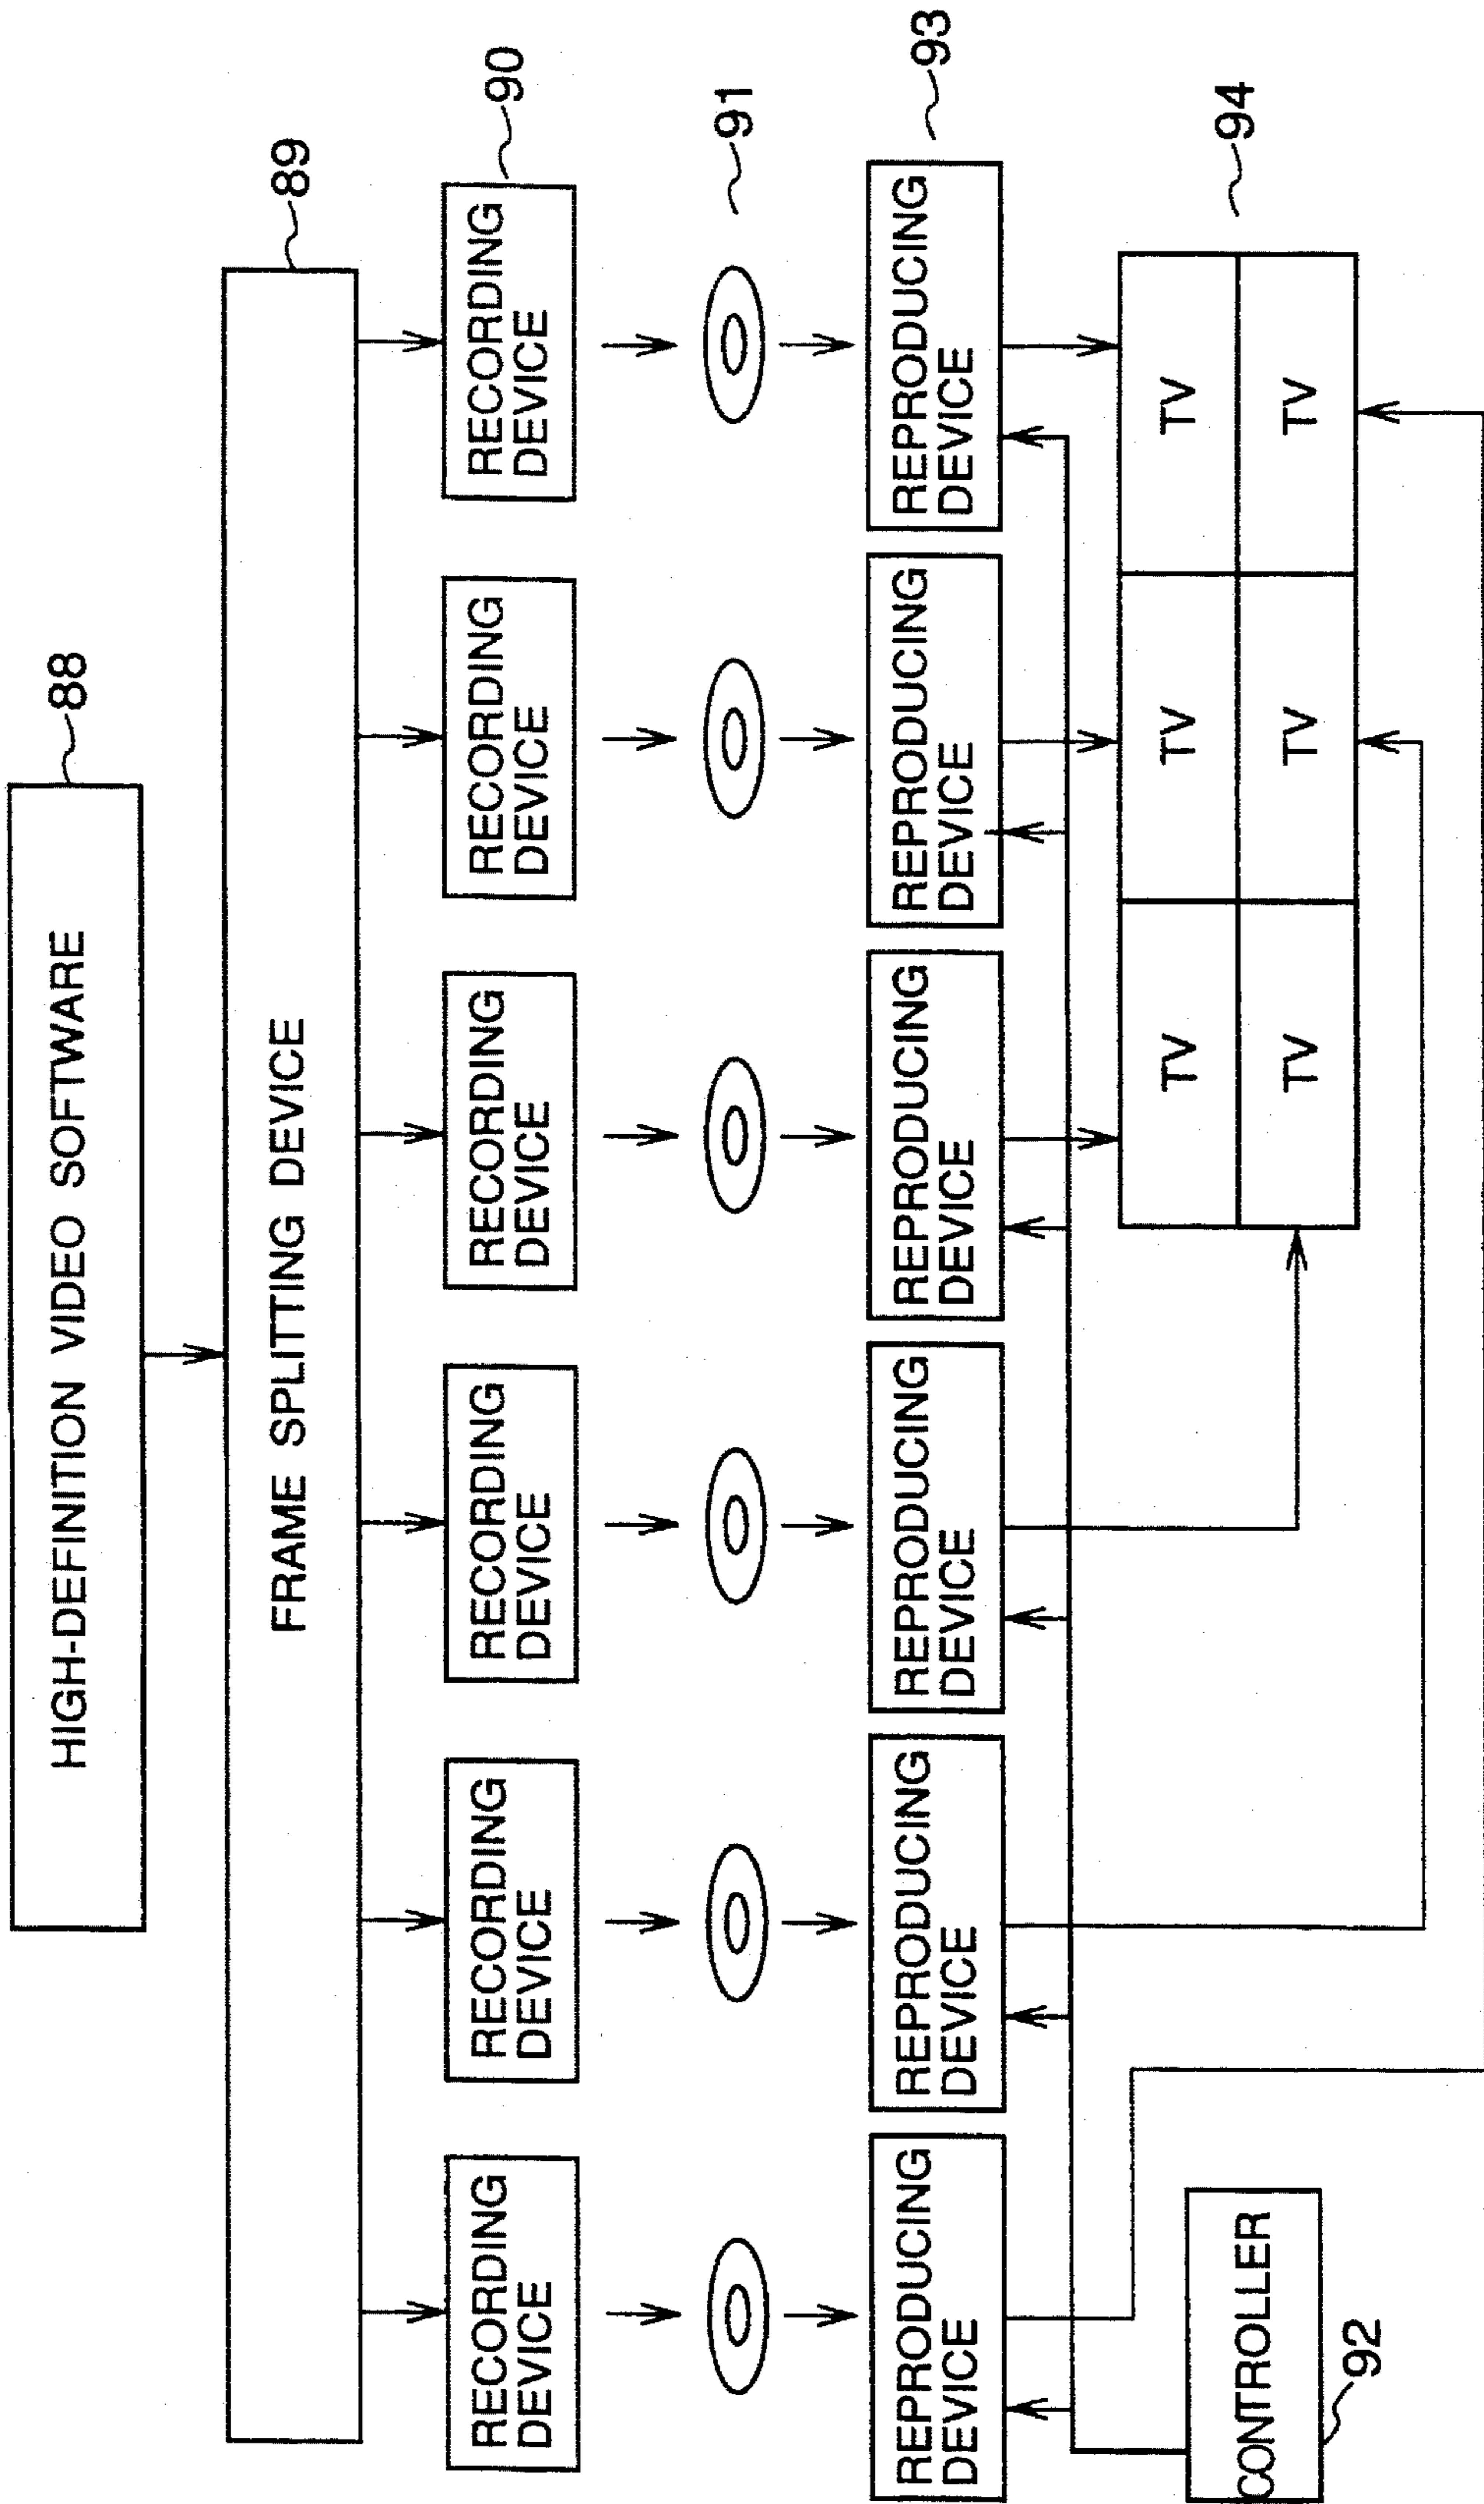 HIGH-DEFINITION VIDEO SOFTWARE
88
FRAME SPLITTING DEVICE
89
RECORDING
DEVICE
RECORDING
DEVICE
RECORDING
DEVICE
RECORDING
DEVICE
RECORDING
DEVICE
RECORDING
DEVICE
90
91
REPRODUCING
DEVICE
REPRODUCING
DEVICE
REPRODUCING
DEVICE
REPRODUCING
DEVICE
REPRODUCING
DEVICE
REPRODUCING
DEVICE
93
TV
TV
TV
94
TV
TV
TV
CONTROLLER
92